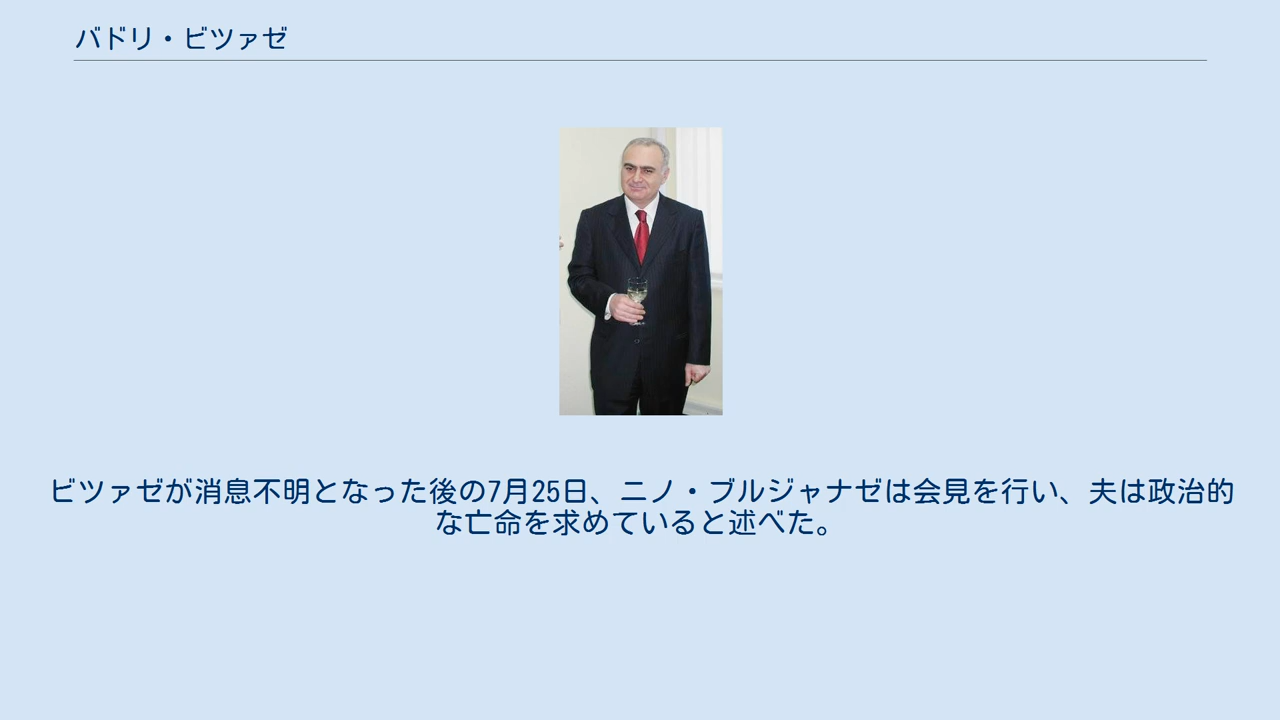 バドリ・ビツァゼ
ビツァゼが消息不明となった後の7月25日、ニノ・ブルジャナゼは会見を行い、夫は政治的
な亡命を求めていると述べた。